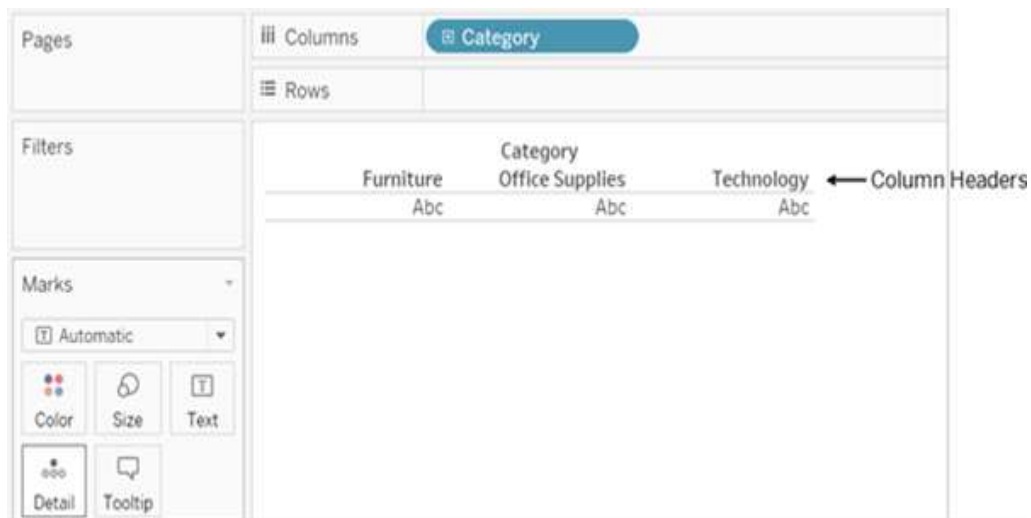 Pages
Columns
Category
Rows
Filters
Category
Furniture Office Supplies Technology
Column Headers
Abc Abc Abc
Marks
T Automatic
Color Size Text
Detail Tooltip